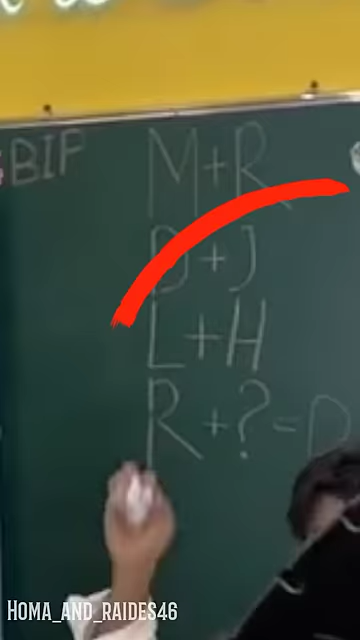 BIP
M+R
D+J
L+H
R+?=D
HOMA_AND_RAIDES46